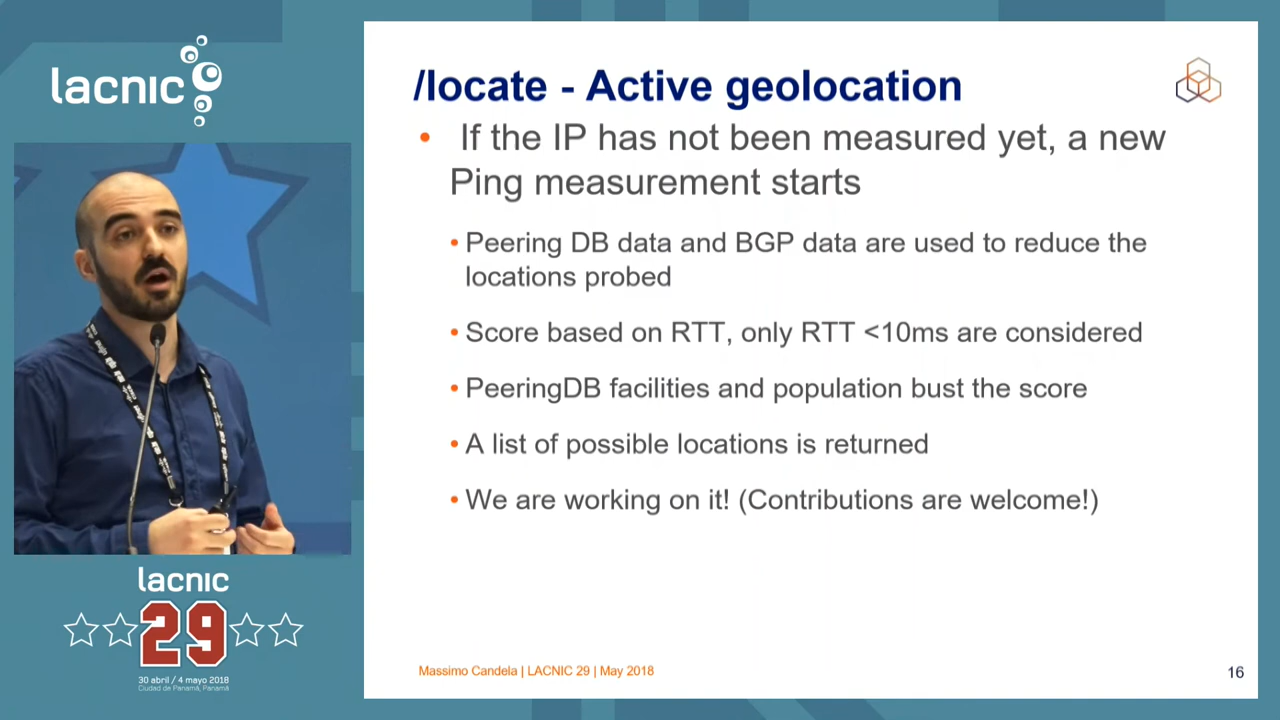 lacnic
/locate - Active geolocation
• If the IP has not been measured yet, a new
Ping measurement starts
• Peering DB data and BGP data are used to reduce the
locations probed
• Score based on RTT, only RTT <10ms are considered
• PeeringDB facilities and population bust the score
• A list of possible locations is returned
• We are working on it! (Contributions are welcome!)
lacnic
29
30 abril / 4 mayo 2018
Ciudad de Panamá, Panamá
Massimo Candela | LACNIC 29 | May 2018
16